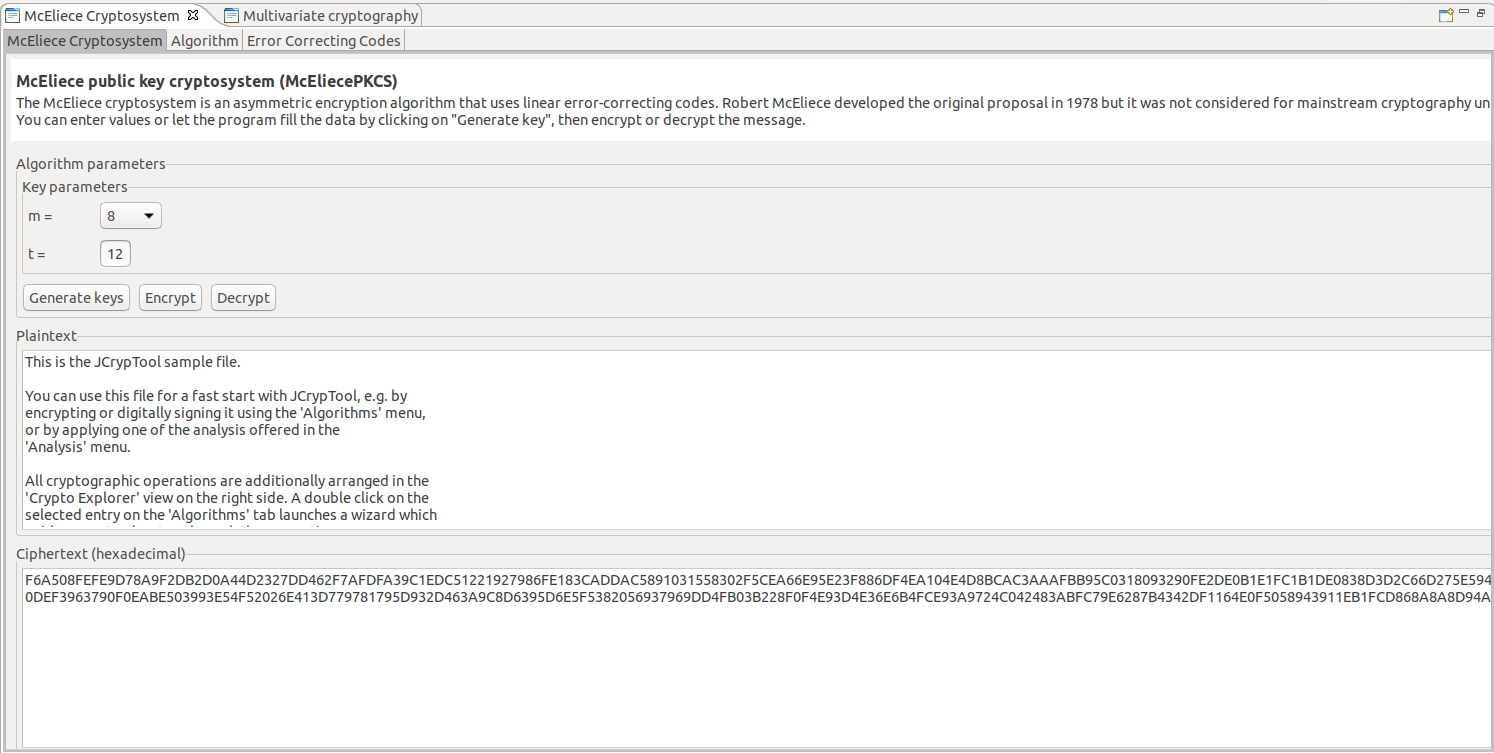 McEliece Cryptosystem Multivariate cryptography
McEliece Cryptosystem Algorithm Error Correcting Codes
McEliece public key cryptosystem (McEliecePKCS)
The McEliece cryptosystem is an asymmetric encryption algorithm that uses linear error-correcting codes. Robert McEliece developed the original proposal in 1978 but it was not considered for mainstream cryptography un
You can enter values or let the program fill the data by clicking on "Generate key", then encrypt or decrypt the message.
Algorithm parameters
Key parameters
m = 8
t = 12
Generate keys Encrypt Decrypt
Plaintext
This is the JCrypTool sample file.
You can use this file for a fast start with JCrypTool, e.g. by
encrypting or digitally signing it using the 'Algorithms' menu,
or by applying one of the analysis offered in the
'Analysis' menu.
All cryptographic operations are additionally arranged in the
'Crypto Explorer' view on the right side. A double click on the
selected entry on the 'Algorithms' tab launches a wizard which
Ciphertext (hexadecimal)
F6A508FEFE9D78A9F2DB2D0A44D2327DD462F7AFDFA39C1EDC51221927986FE183CADDAC5891031558302F5CEA66E95E23F886DF4EA104E4D8BCAC3AAAFBB95C0318093290FE2DE0B1E1FC1B1DE0838D3D2C66D275E594
0DEF3963790F0EABE503993E54F52026E413D779781795D932D463A9C8D6395D6E5F5382056937969DD4FB03B228F0F4E93D4E36E6B4FCE93A9724C042483ABFC79E6287B4342DF1164E0F5058943911EB1FCD868A8A8D94A